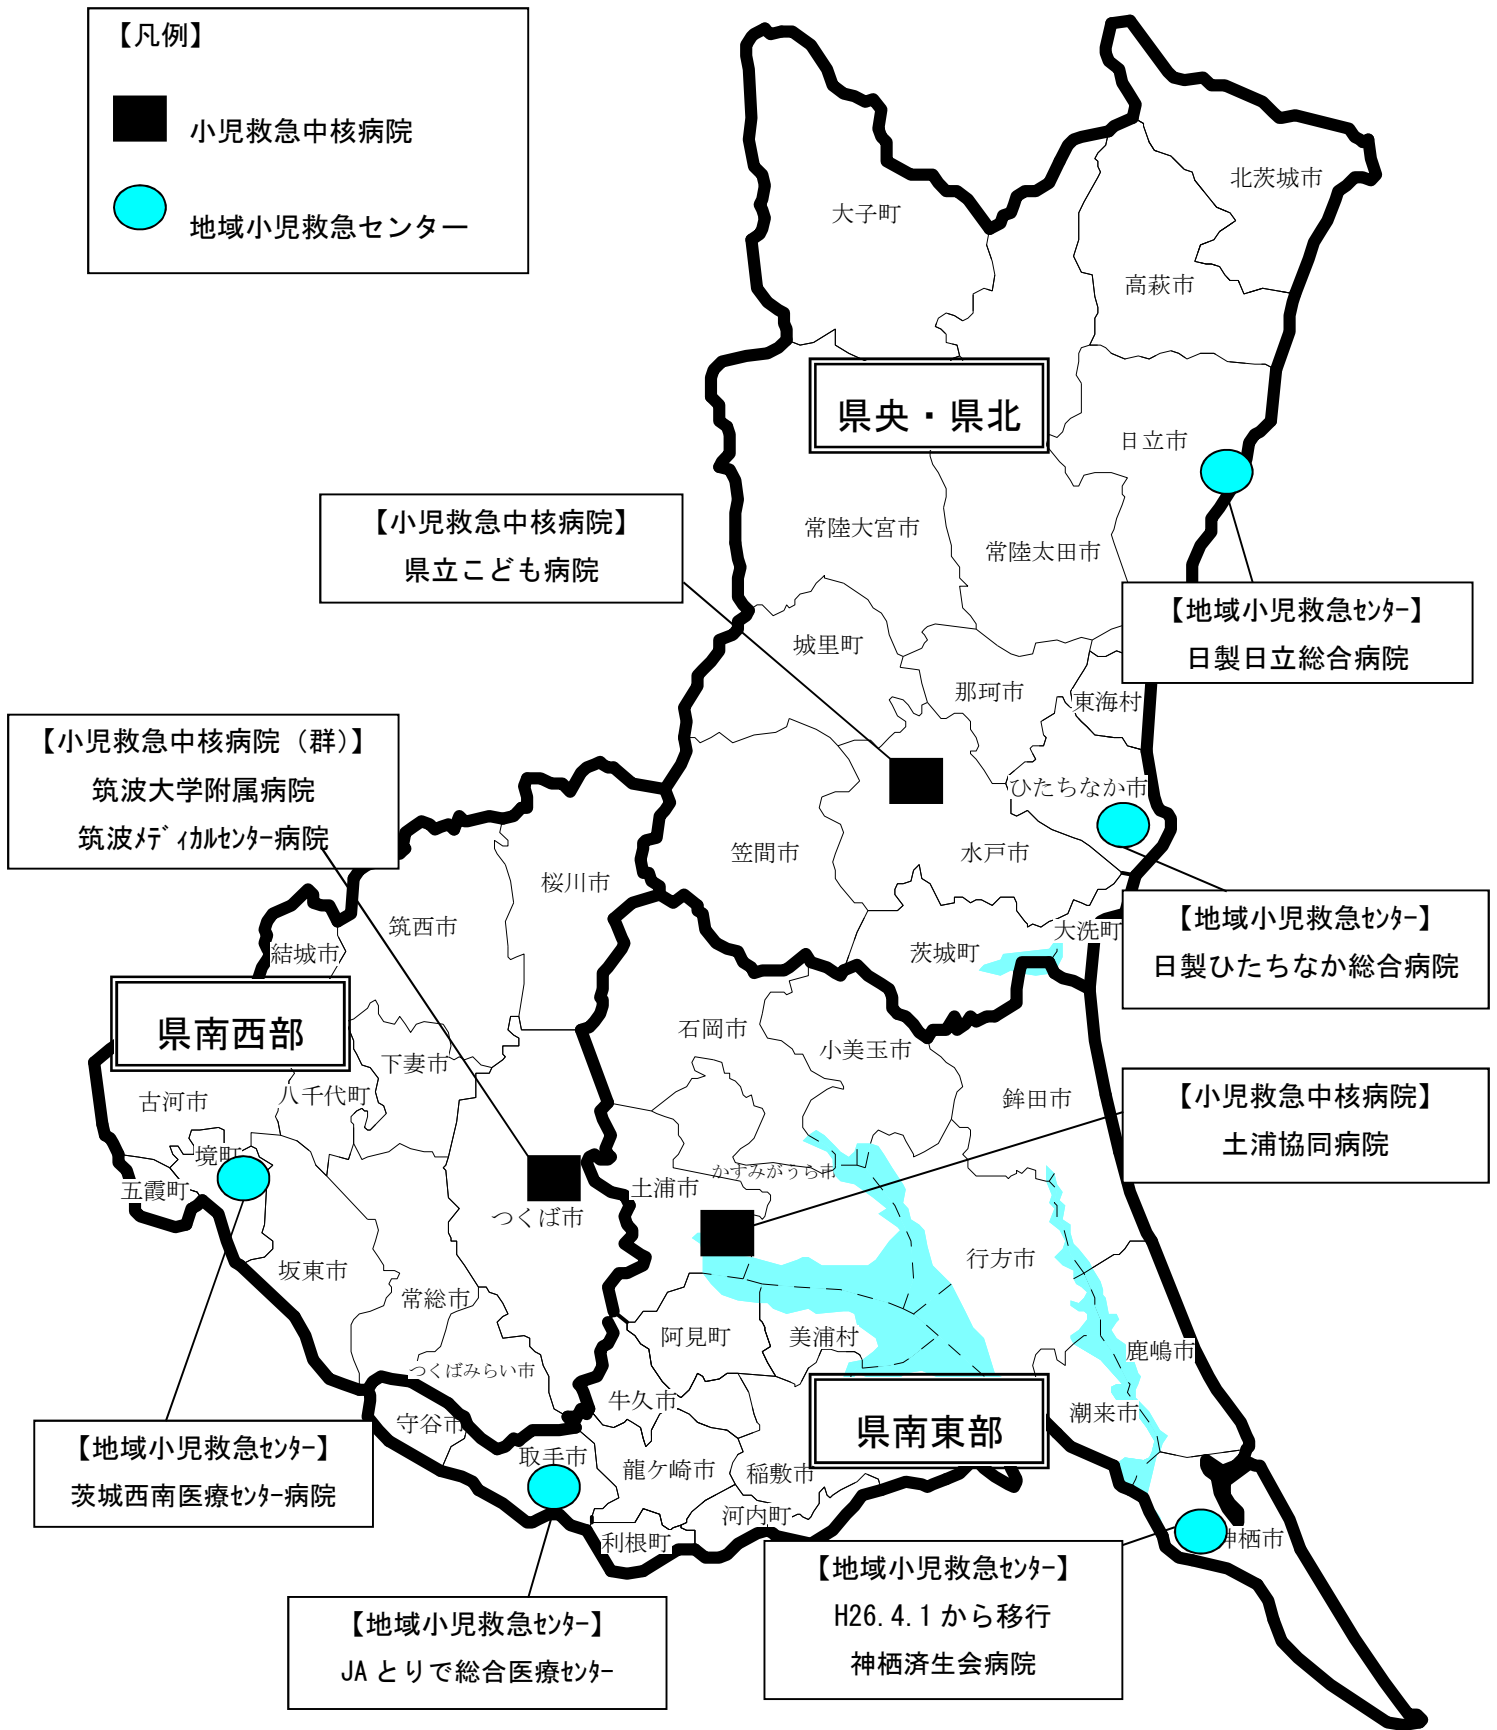 【凡例】
小児救急中核病院
地域小児救急センター
北茨城市
大子町
高萩市
県央・県北
日立市
【小児救急中核病院】
県立こども病院
常陸大宮市
常陸太田市
【地域小児救急ｾﾝﾀｰ】
日製日立総合病院
城里町
那珂市
東海村
【小児救急中核病院（群）】
筑波大学附属病院
筑波ﾒﾃﾞｨｶﾙｾﾝﾀｰ病院
ひたちなか市
笠間市
水戸市
桜川市
筑西市
結城市
茨城町
大洗町
【地域小児救急ｾﾝﾀｰ】
日製ひたちなか総合病院
県南西部
石岡市
小美玉市
下妻市
八千代町
古河市
鉾田市
【小児救急中核病院】
土浦協同病院
境町
五霞町
かすみがうら市
土浦市
つくば市
行方市
坂東市
常総市
阿見町
美浦村
鹿嶋市
つくばみらい市
牛久市
潮来市
守谷市
県南東部
取手市
龍ケ崎市
稲敷市
河内町
利根町
神栖市
【地域小児救急ｾﾝﾀｰ】
茨城西南医療ｾﾝﾀｰ病院
【地域小児救急ｾﾝﾀｰ】
H26.4.1から移行
神栖済生会病院
【地域小児救急ｾﾝﾀｰ】
JAとりで総合医療ｾﾝﾀｰ